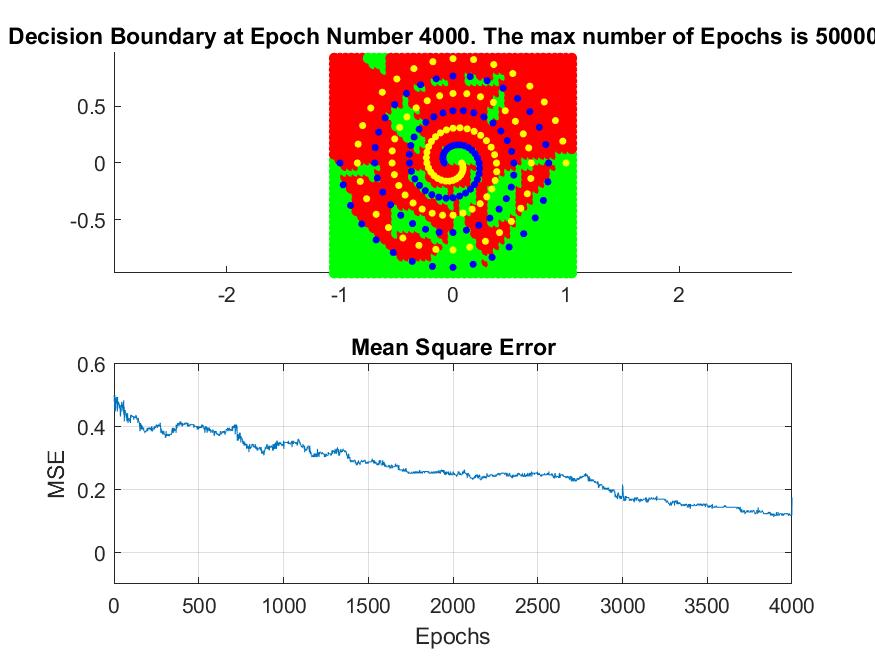 Decision Boundary at Epoch Number 4000. The max number of Epochs is 50000
0.5
0
-0.5
-2 -1 0 1 2
Mean Square Error
0.6
0.4
0.2
0
MSE
0 500 1000 1500 2000 2500 3000 3500 4000
Epochs